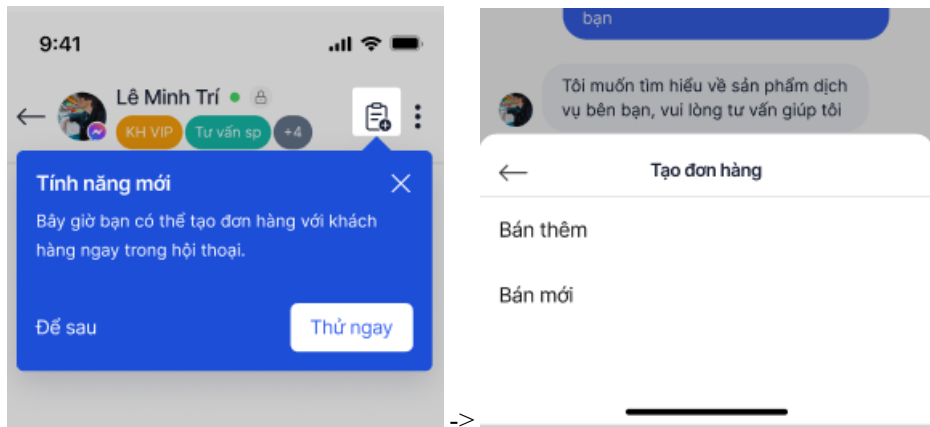 9:41
Lê Minh Trí
KH VIP
Tư vấn sp
+4
Tính năng mới
Bây giờ bạn có thể tạo đơn hàng với khách
hàng ngay trong hội thoại.
Để sau
Thử ngay
->
bạn
Tôi muốn tìm hiểu về sản phẩm dịch
vụ bên bạn, vui lòng tư vấn giúp tôi
Tạo đơn hàng
Bán thêm
Bán mới